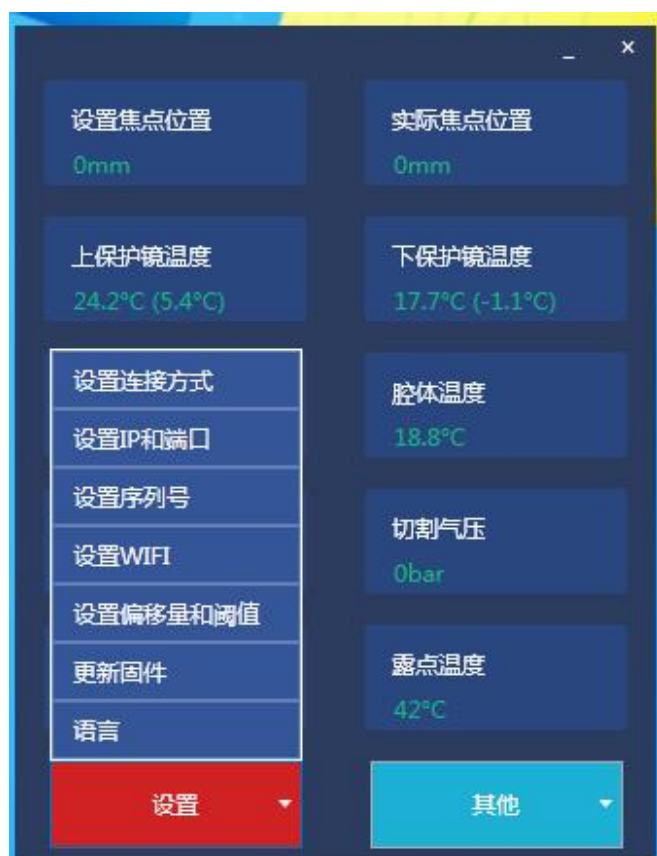 设置焦点位置
0mm
实际焦点位置
0mm
上保护镜温度
24.2°C (5.4°C)
下保护镜温度
17.7°C (-1.1°C)
设置连接方式
设置IP和端口
设置序列号
设置WIFI
设置偏移量和阈值
更新固件
语言
腔体温度
18.8°C
切割气压
0bar
露点温度
42°C
设置
其他